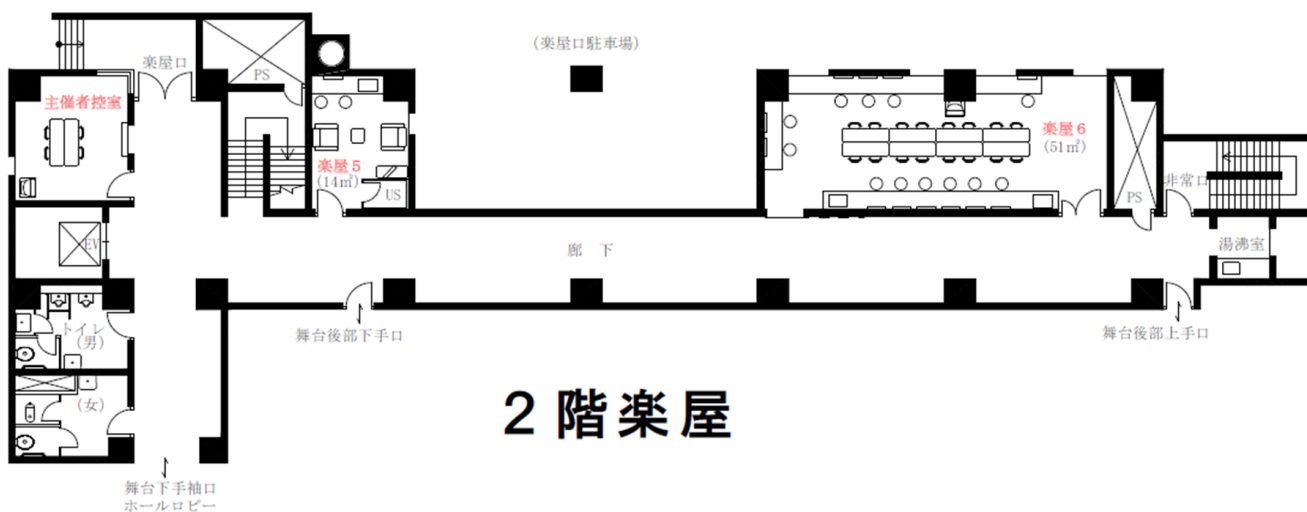 (楽屋口駐車場)
楽屋口
PS
主催者控室
楽屋5
(14㎡)
US
楽屋6
(51㎡)
PS
非常口
EV
廊 下
湯沸室
トイレ
(男)
舞台後部下手口
舞台後部上手口
(女)
2階楽屋
舞台下手袖口
ホールロビー